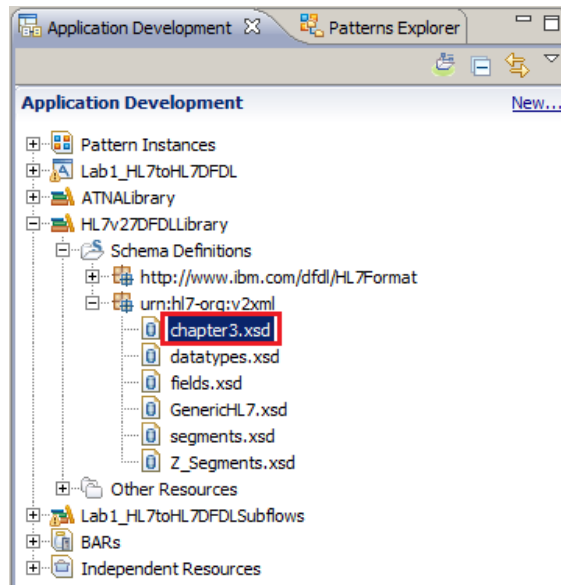 Application Development Patterns Explorer
Application Development New...
Pattern Instances
Lab1_HL7toHL7DFDL
ATNALibrary
HL7v27DFDLLibrary
Schema Definitions
http://www.ibm.com/dfdl/HL7Format
urn:hl7-org:v2xml
chapter3.xsd
datatypes.xsd
fields.xsd
GenericHL7.xsd
segments.xsd
Z_Segments.xsd
Other Resources
Lab1_HL7toHL7DFDLSubflows
BARs
Independent Resources